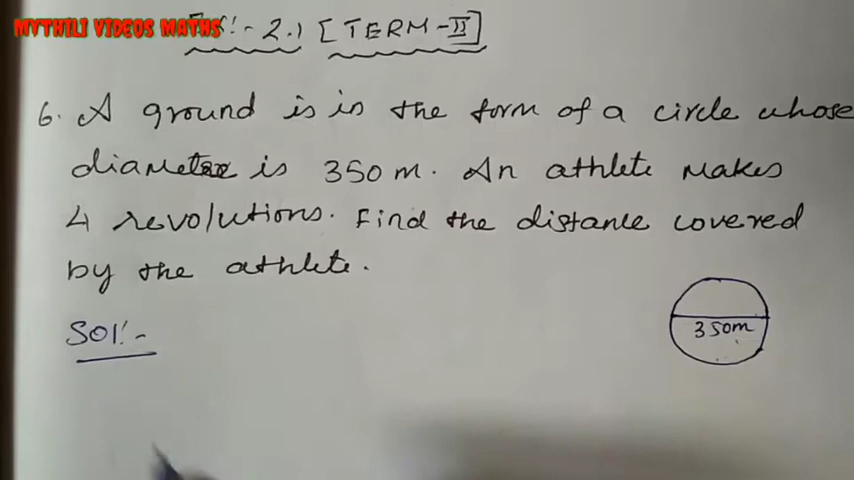 MYTHILI VIDEOS MATHS
2.1 [TERM-II]
6. A ground is in the form of a circle whose
diameter is 350 m. An athlete makes
4 revolutions. Find the distance covered
by the athlete.
350m
Sol:-